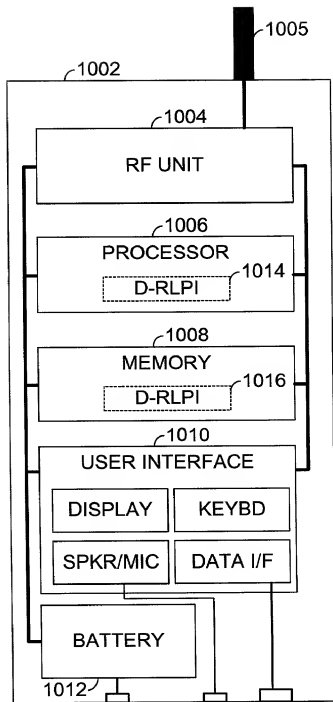 1005
1002
1004
RF UNIT
1006
PROCESSOR
D-RLPI
1014
1008
MEMORY
D-RLPI
1016
1010
USER INTERFACE
DISPLAY
KEYBD
SPKR/MIC
DATA I/F
BATTERY
1012